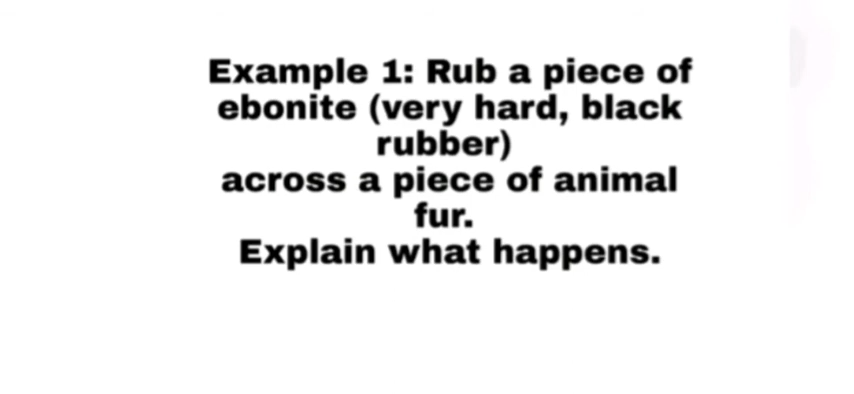 Example 1: Rub a piece of
ebonite (very hard, black
rubber)
across a piece of animal
fur.
Explain what happens.